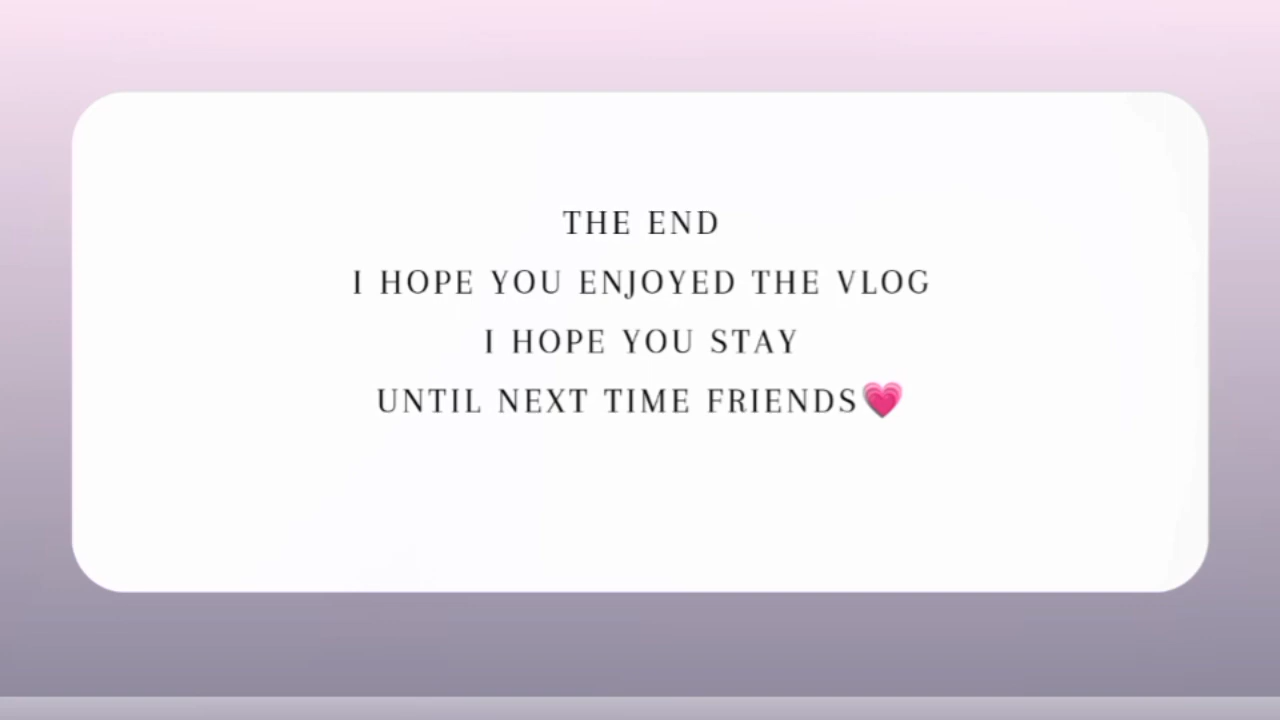 THE END
I HOPE YOU ENJOYED THE VLOG
I HOPE YOU STAY
UNTIL NEXT TIME FRIENDS💗